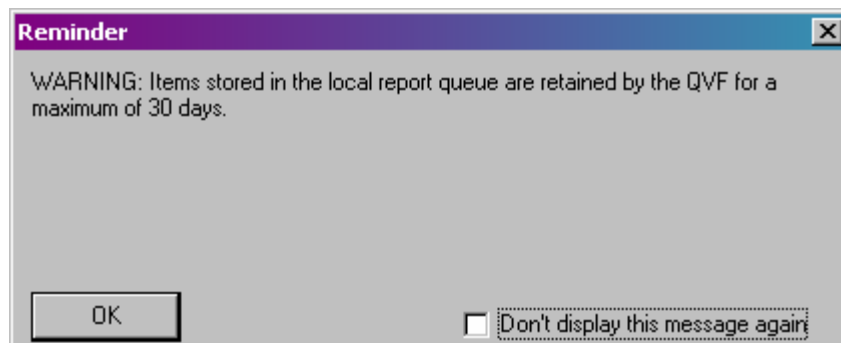 Reminder
WARNING: Items stored in the local report queue are retained by the QVF for a
maximum of 30 days.
OK
Don't display this message again